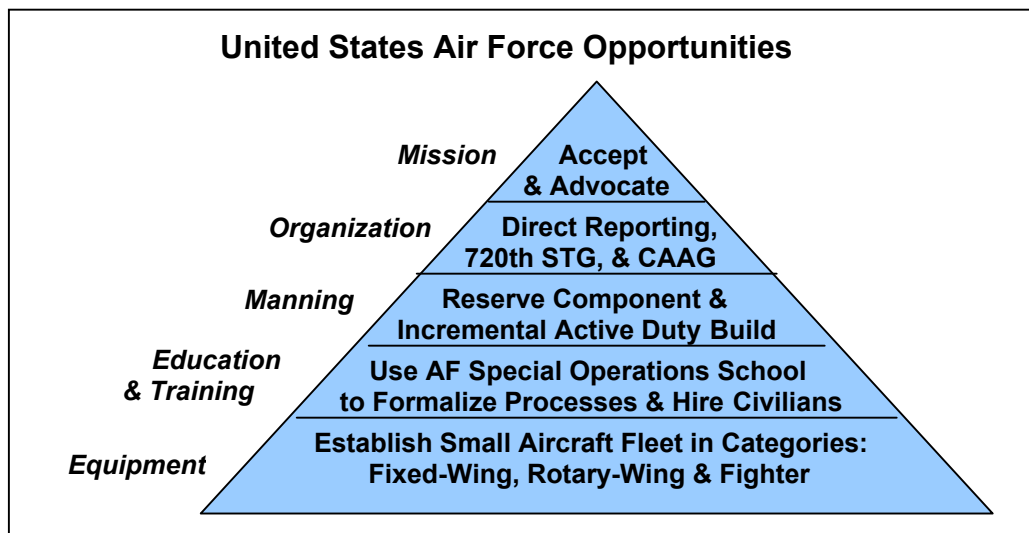 United States Air Force Opportunities
Mission
Accept
& Advocate
Organization
Direct Reporting,
720th STG, & CAAG
Manning
Reserve Component &
Incremental Active Duty Build
Education
& Training
Use AF Special Operations School
to Formalize Processes & Hire Civilians
Equipment
Establish Small Aircraft Fleet in Categories:
Fixed-Wing, Rotary-Wing & Fighter